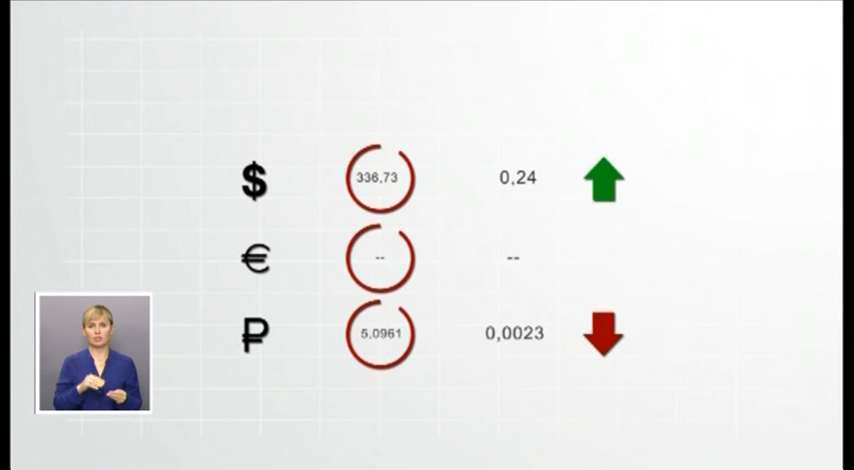 $ 336,73 0,24
€ -- --
₽ 5,0961 0,0023